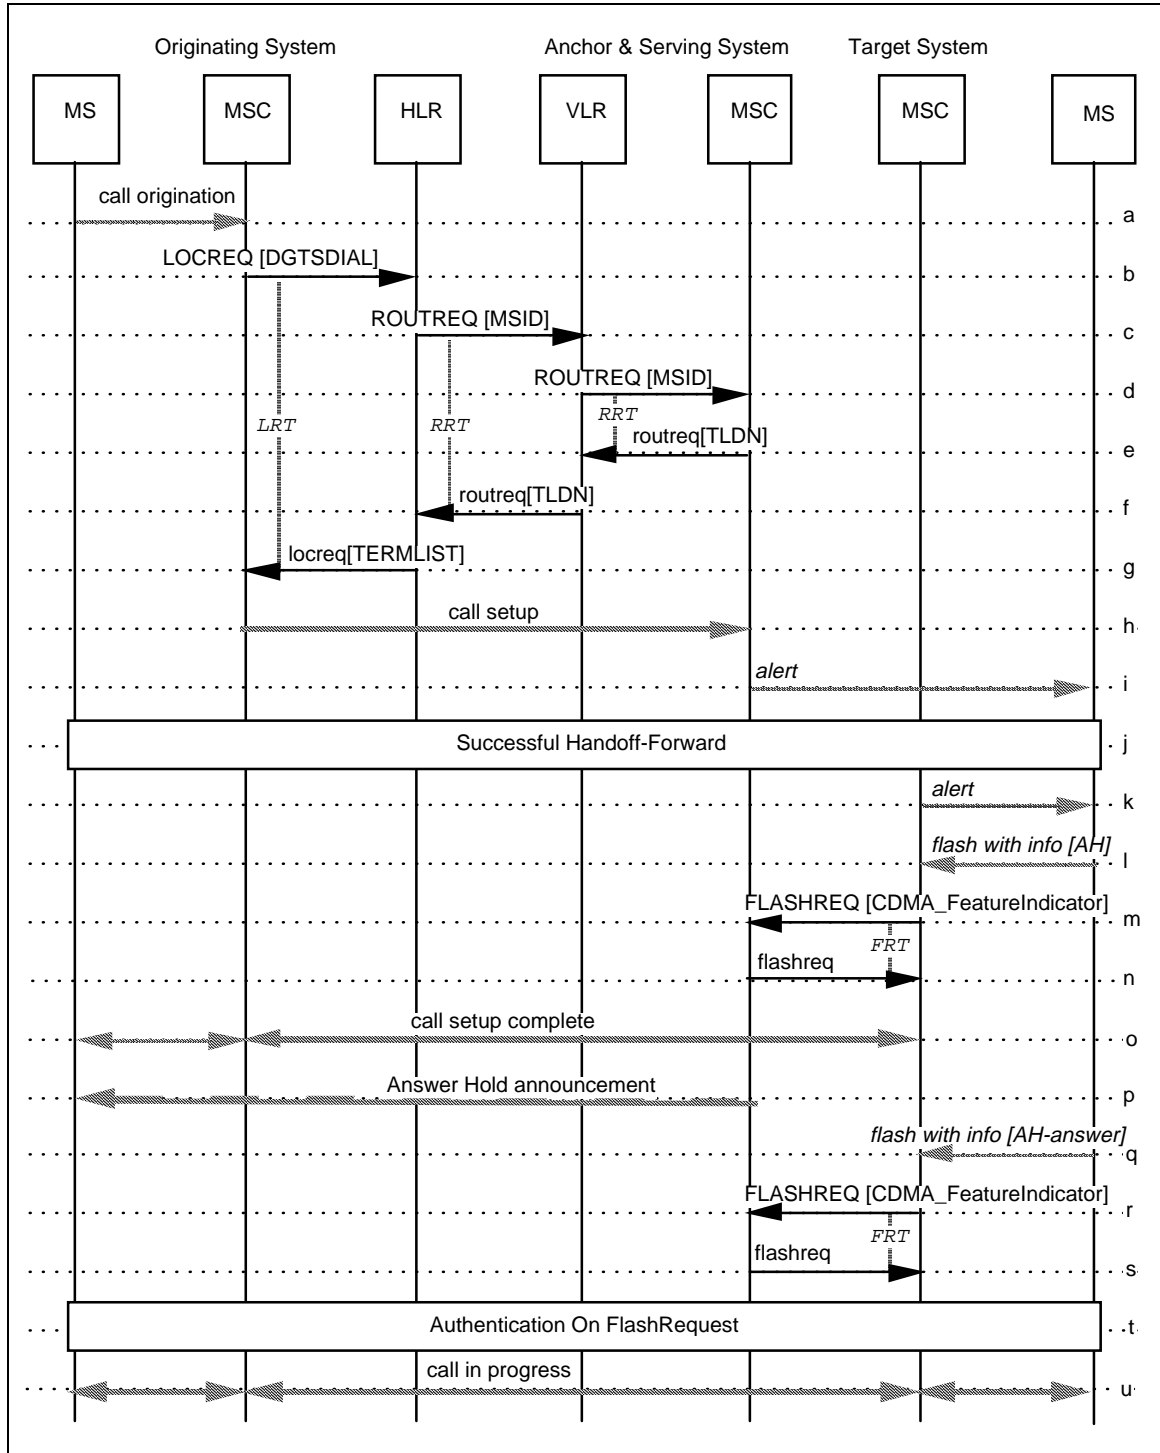 Originating System Anchor & Serving System Target System
MS MSC HLR VLR MSC MSC MS
call origination
a
LOCREQ [DGTSDIAL]
b
ROUTREQ [MSID]
c
ROUTREQ [MSID]
d
LRT RRT RRT
routreq[TLDN]
e
routreq[TLDN]
f
locreq[TERMLIST]
g
call setup
h
alert
i
Successful Handoff-Forward
j
alert
k
flash with info [AH]
l
FLASHREQ [CDMA_FeatureIndicator]
m
FRT
flashreq
n
call setup complete
o
Answer Hold announcement
p
flash with info [AH-answer]
q
FLASHREQ [CDMA_FeatureIndicator]
r
FRT
flashreq
s
Authentication On FlashRequest
t
call in progress
u